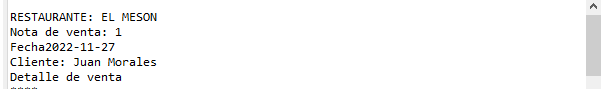 RESTAURANTE: EL MESON
Nota de venta: 1
Fecha2022-11-27
Cliente: Juan Morales
Detalle de venta
****